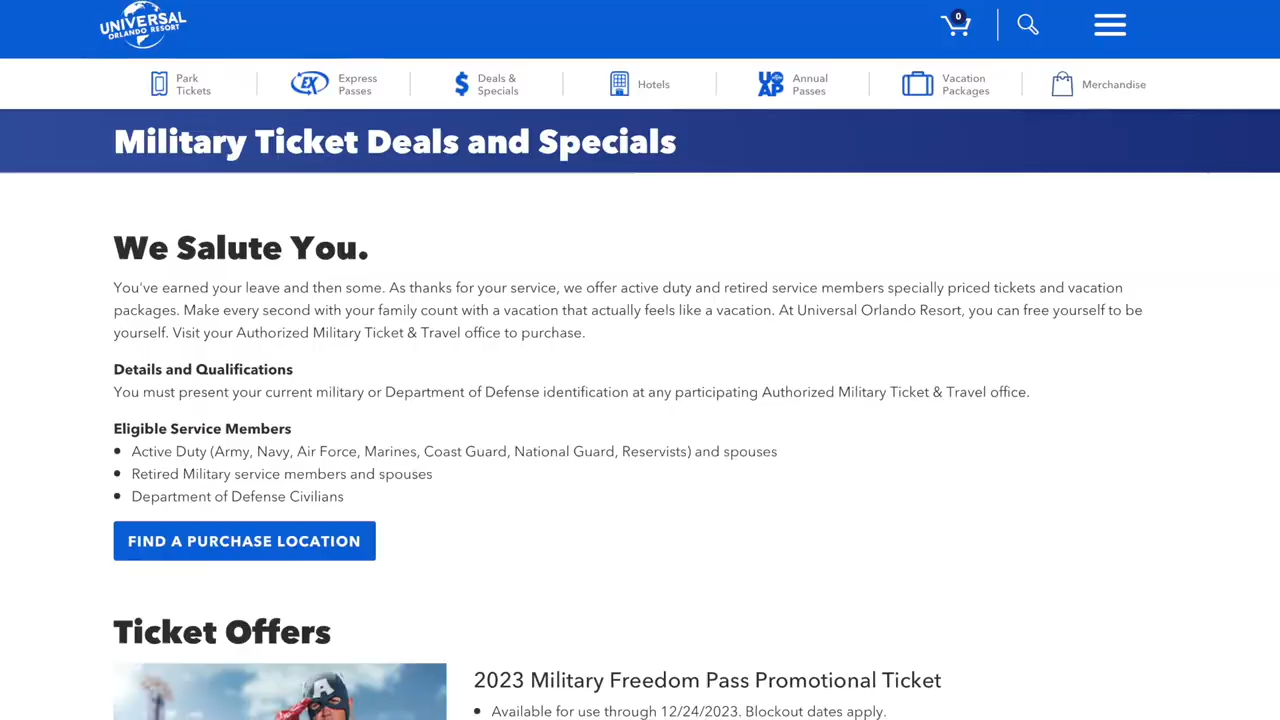 UNIVERSAL
ORLANDO RESORT
0
Park
Tickets
EX
Express
Passes
Deals &
Specials
Hotels
UO
AP
Annual
Passes
Vacation
Packages
Merchandise
Military Ticket Deals and Specials
We Salute You.
You've earned your leave and then some. As thanks for your service, we offer active duty and retired service members specially priced tickets and vacation
packages. Make every second with your family count with a vacation that actually feels like a vacation. At Universal Orlando Resort, you can free yourself to be
yourself. Visit your Authorized Military Ticket & Travel office to purchase.
Details and Qualifications
You must present your current military or Department of Defense identification at any participating Authorized Military Ticket & Travel office.
Eligible Service Members
• Active Duty (Army, Navy, Air Force, Marines, Coast Guard, National Guard, Reservists) and spouses
• Retired Military service members and spouses
• Department of Defense Civilians
FIND A PURCHASE LOCATION
Ticket Offers
A
2023 Military Freedom Pass Promotional Ticket
• Available for use through 12/24/2023. Blockout dates apply.